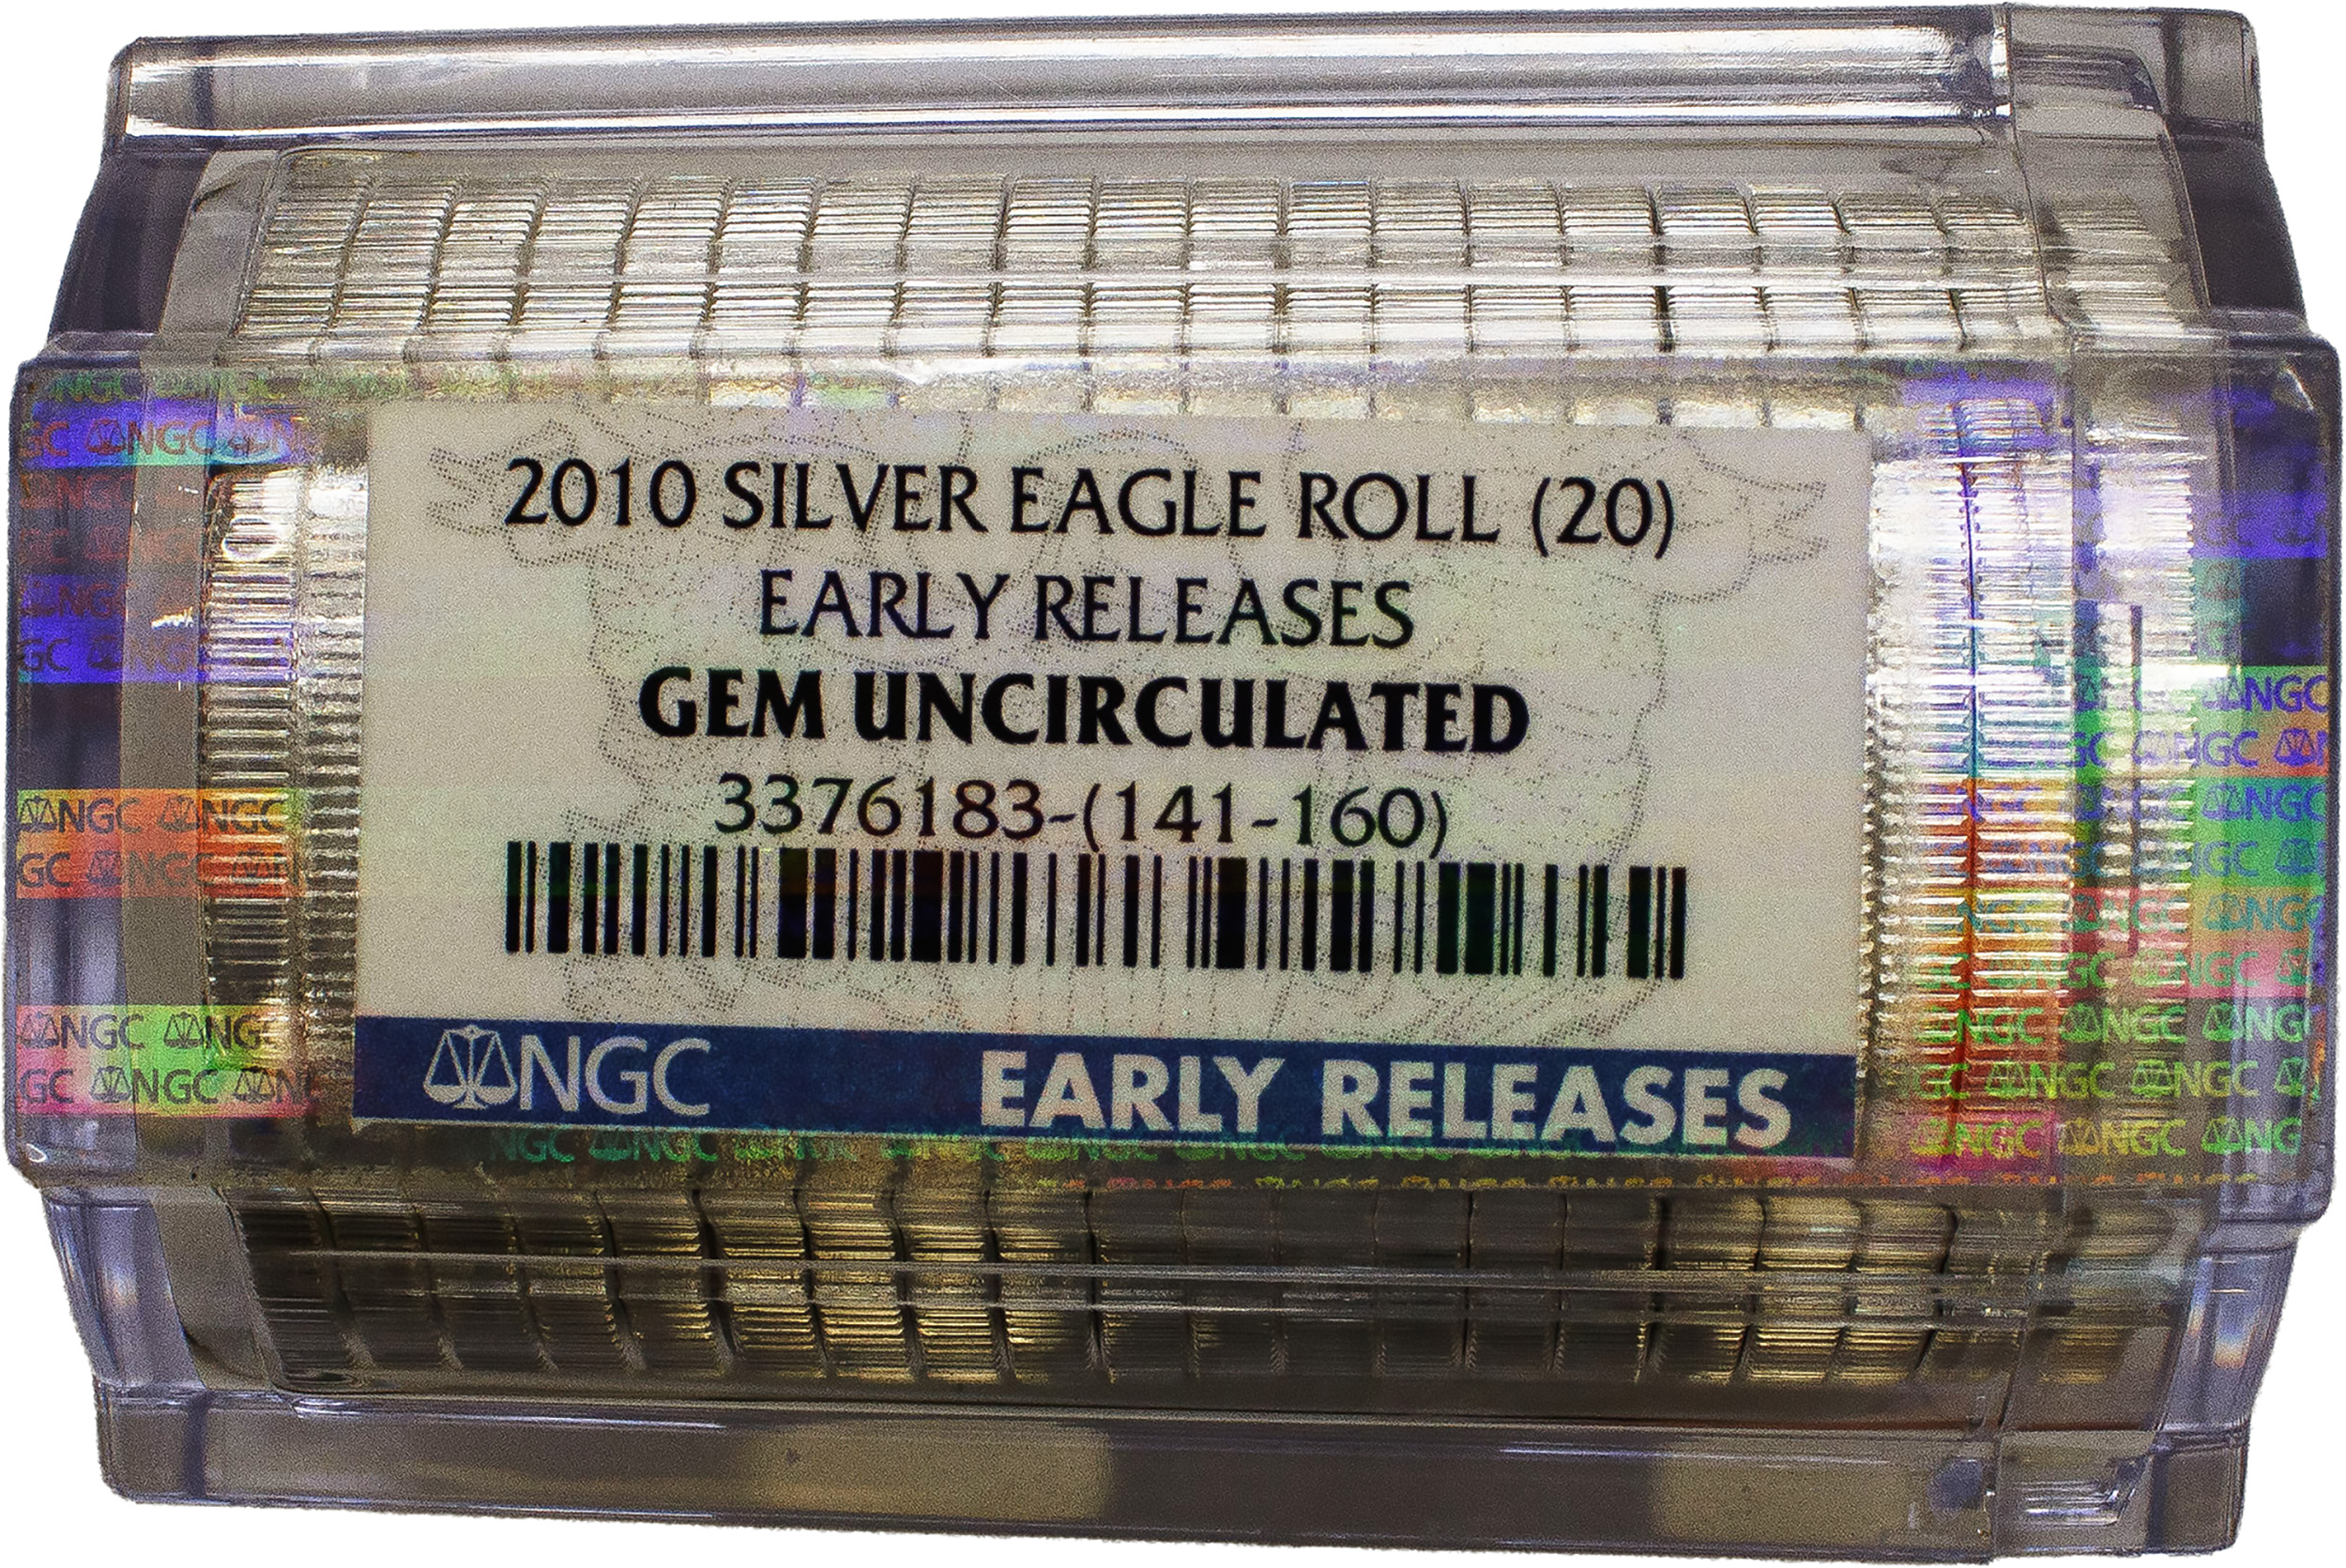 2010 SILVER EAGLE ROLL (20)
EARLY RELEASES
GEM UNCIRCULATED
3376183-(141-160)
NGC EARLY RELEASES